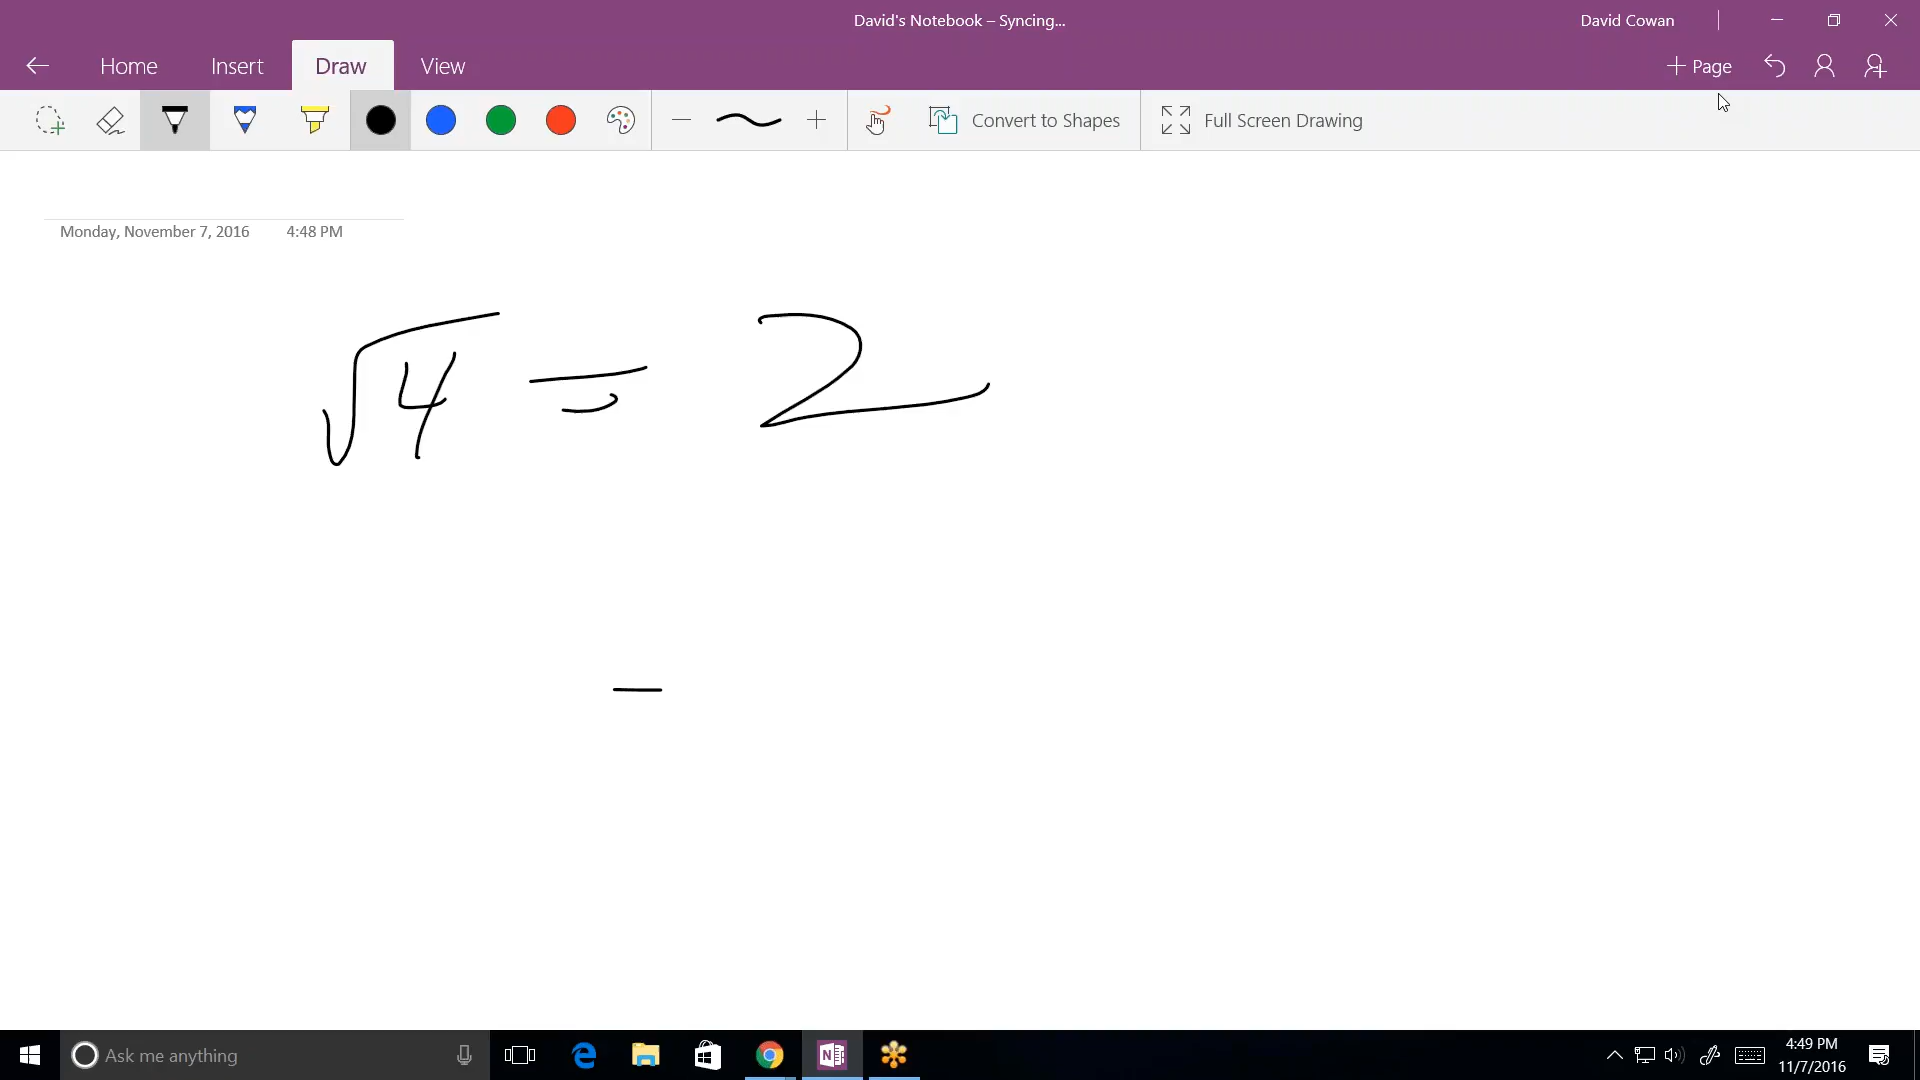 David's Notebook – Syncing...
David Cowan
Home Insert Draw View
Page
Convert to Shapes
Full Screen Drawing
Monday, November 7, 2016 4:48 PM
√4 = 2
—
Ask me anything
4:49 PM
11/7/2016